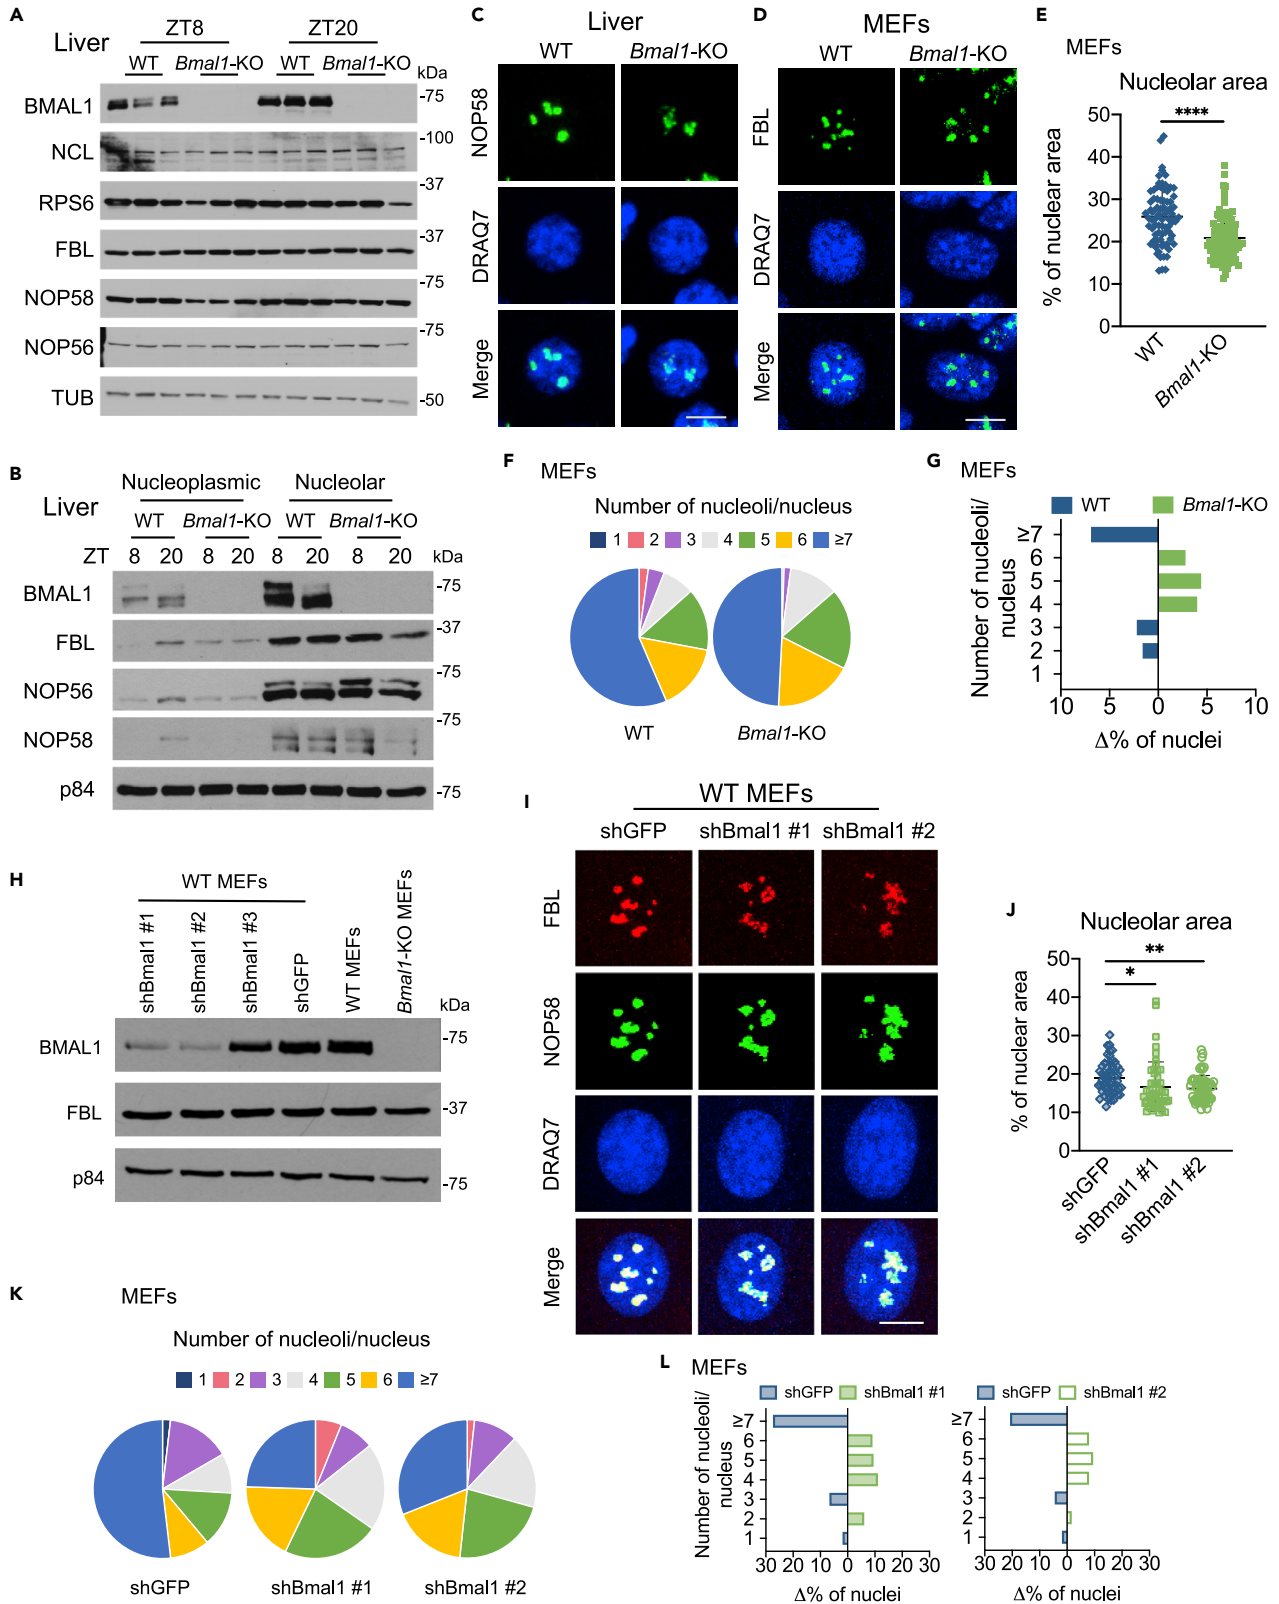 A
Liver
ZT8 ZT20
WT Bmal1-KO WT Bmal1-KO
kDa
BMAL1 -75
NCL -100
RPS6 -37
FBL -37
NOP58 -75
NOP56 -75
TUB -50
B
Liver
Nucleoplasmic Nucleolar
WT Bmal1-KO WT Bmal1-KO
ZT 8 20 8 20 8 20 8 20 kDa
BMAL1 -75
FBL -37
NOP56 -75
NOP58 -75
p84 -75
C
Liver
WT Bmal1-KO
NOP58
DRAQ7
Merge
D
MEFs
WT Bmal1-KO
FBL
DRAQ7
Merge
E
MEFs
Nucleolar area
****
% of nuclear area
50
40
30
20
10
0
WT
Bmal1-KO
F
MEFs
Number of nucleoli/nucleus
1 2 3 4 5 6 ≥7
WT Bmal1-KO
G
MEFs
WT Bmal1-KO
Number of nucleoli/
nucleus
≥7
6
5
4
3
2
1
10 5 0 5 10
Δ% of nuclei
H
WT MEFs
shBmal1 #1
shBmal1 #2
shBmal1 #3
shGFP
WT MEFs
Bmal1-KO MEFs
kDa
BMAL1 -75
FBL -37
p84 -75
I
WT MEFs
shGFP shBmal1 #1 shBmal1 #2
FBL
NOP58
DRAQ7
Merge
J
Nucleolar area
**
*
% of nuclear area
50
40
30
20
10
0
shGFP
shBmal1 #1
shBmal1 #2
K
MEFs
Number of nucleoli/nucleus
1 2 3 4 5 6 ≥7
shGFP shBmal1 #1 shBmal1 #2
L
MEFs
shGFP shBmal1 #1
Number of nucleoli/
nucleus
≥7
6
5
4
3
2
1
30 20 10 0 10 20 30
Δ% of nuclei
shGFP shBmal1 #2
≥7
6
5
4
3
2
1
30 20 10 0 10 20 30
Δ% of nuclei